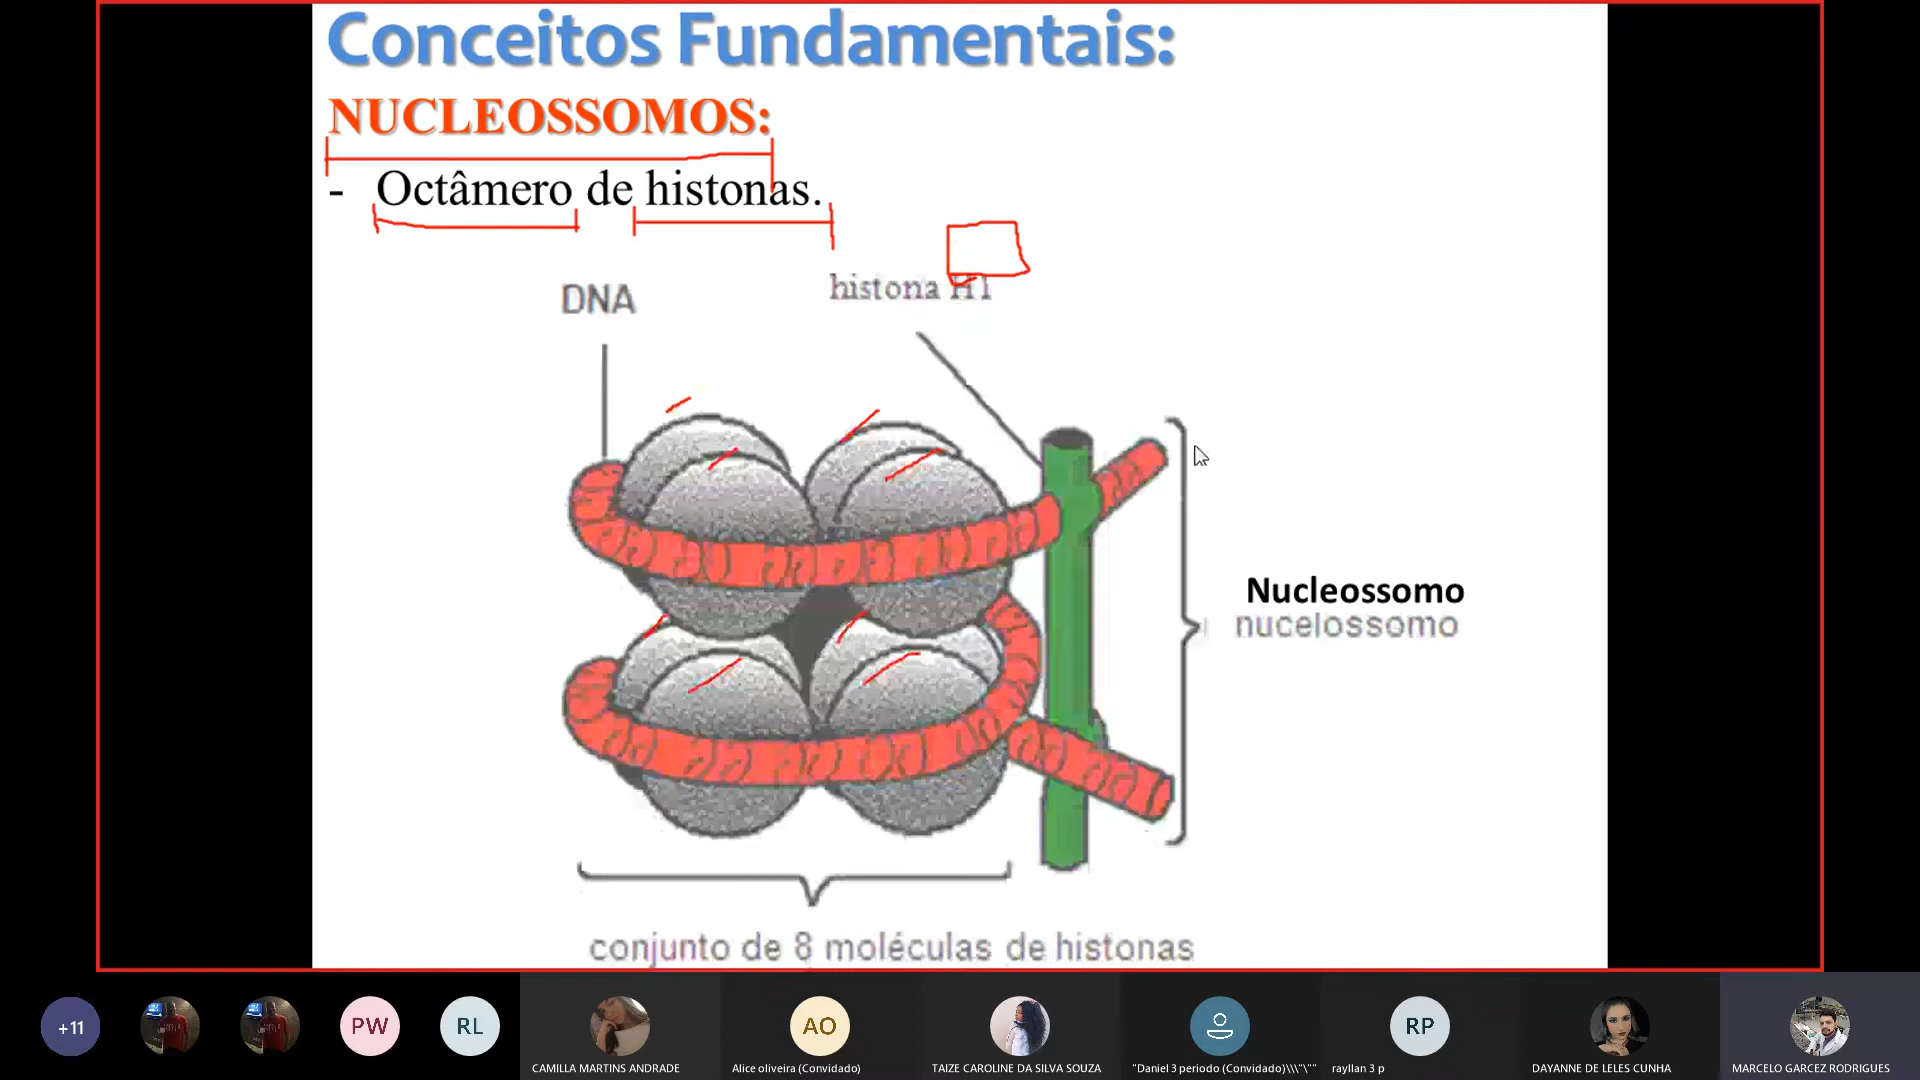 Conceitos Fundamentais:
NUCLEOSSOMOS:
- Octâmero de histonas.
DNA
histona H1
Nucleossomo
nucelossomo
conjunto de 8 moléculas de histonas
+11
PW
RL
AO
RP
CAMILLA MARTINS ANDRADE
Alice oliveira (Convidado)
TAIZE CAROLINE DA SILVA SOUZA
"Daniel 3 periodo (Convidado)\\\"\""
rayllan 3 p
DAYANNE DE LELES CUNHA
MARCELO GARCEZ RODRIGUES